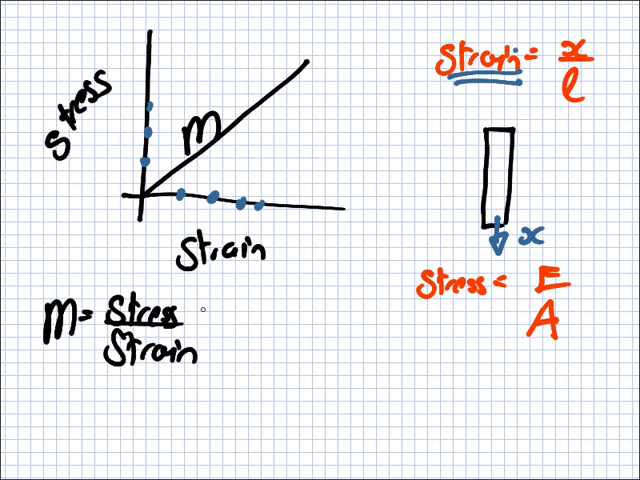 Stress
m
Strain
m = Stress
Strain
Strain = x
l
x
Stress = F
A